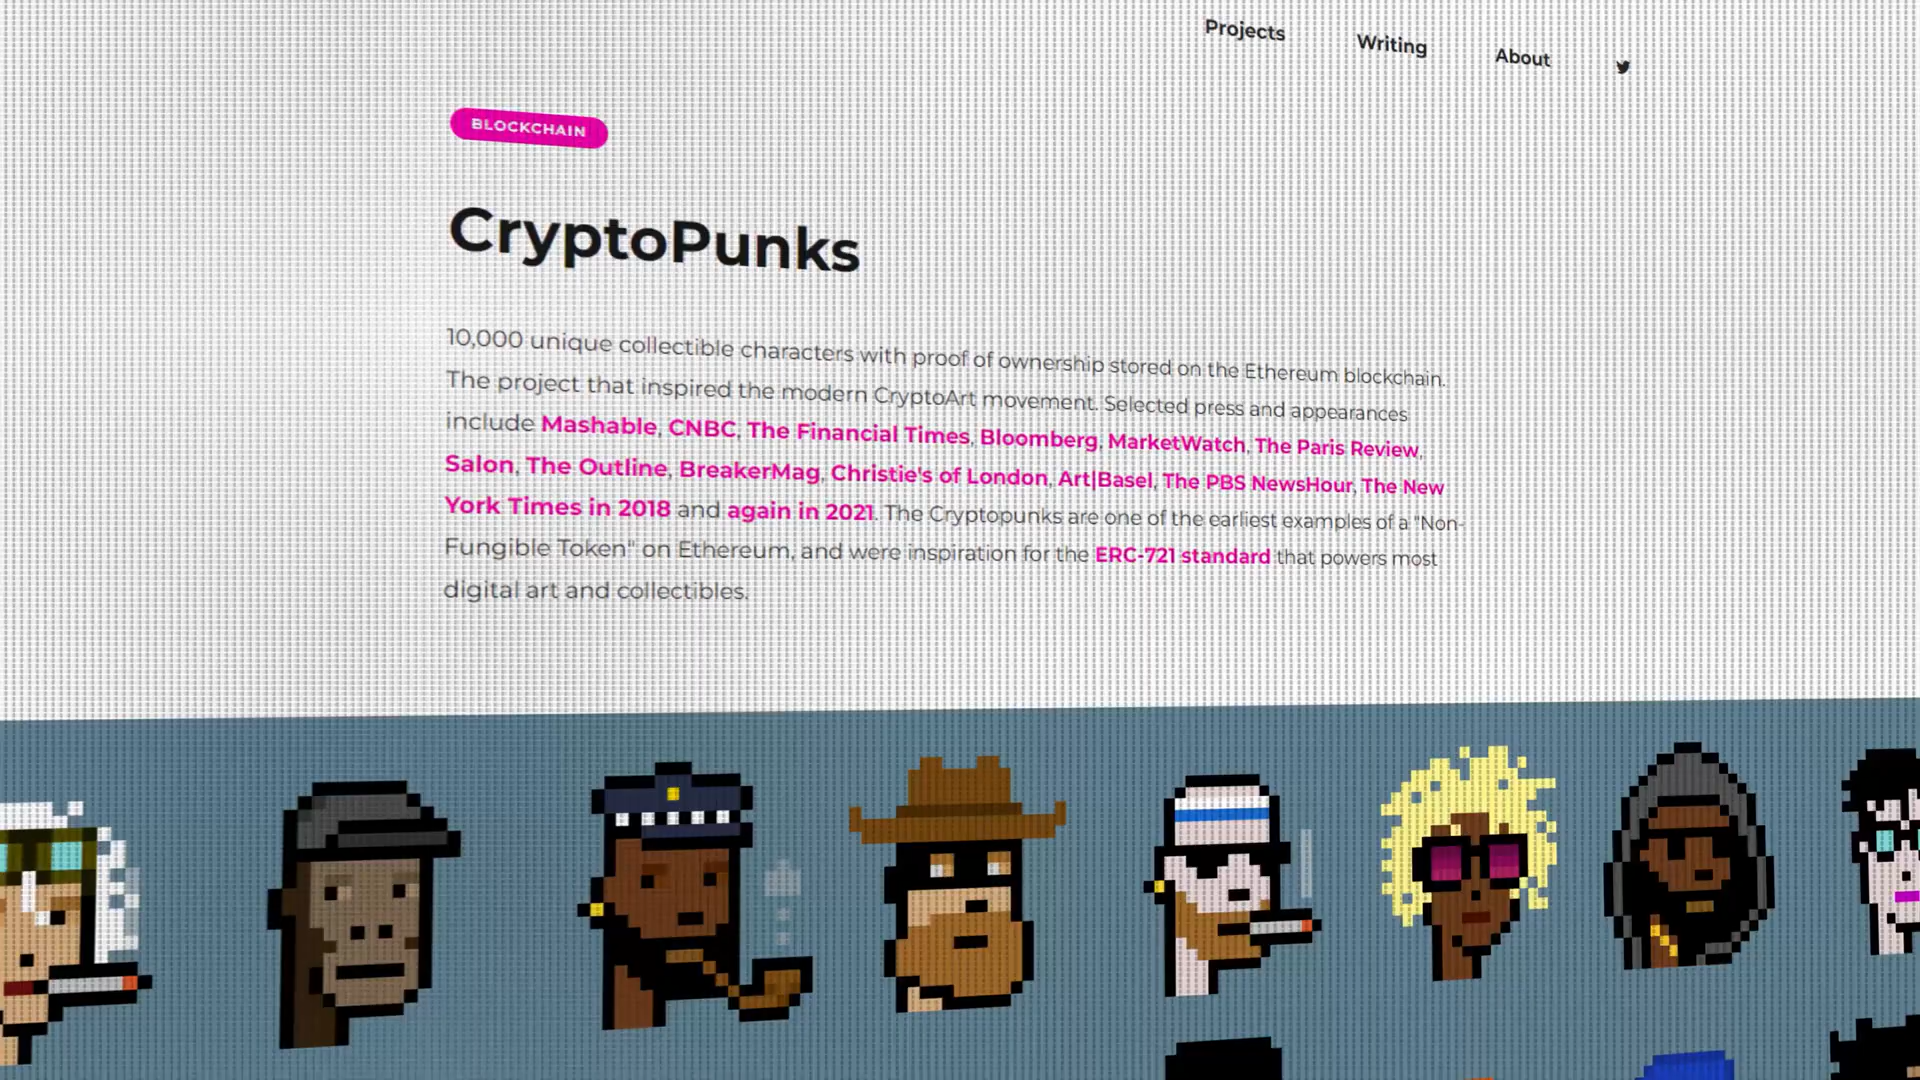 Projects Writing About
BLOCKCHAIN
CryptoPunks
10,000 unique collectible characters with proof of ownership stored on the Ethereum blockchain.
The project that inspired the modern CryptoArt movement. Selected press and appearances
include Mashable, CNBC, The Financial Times, Bloomberg, MarketWatch, The Paris Review,
Salon, The Outline, BreakerMag, Christie's of London, Art|Basel, The PBS NewsHour, The New
York Times in 2018 and again in 2021. The Cryptopunks are one of the earliest examples of a "Non-
Fungible Token" on Ethereum, and were inspiration for the ERC-721 standard that powers most
digital art and collectibles.